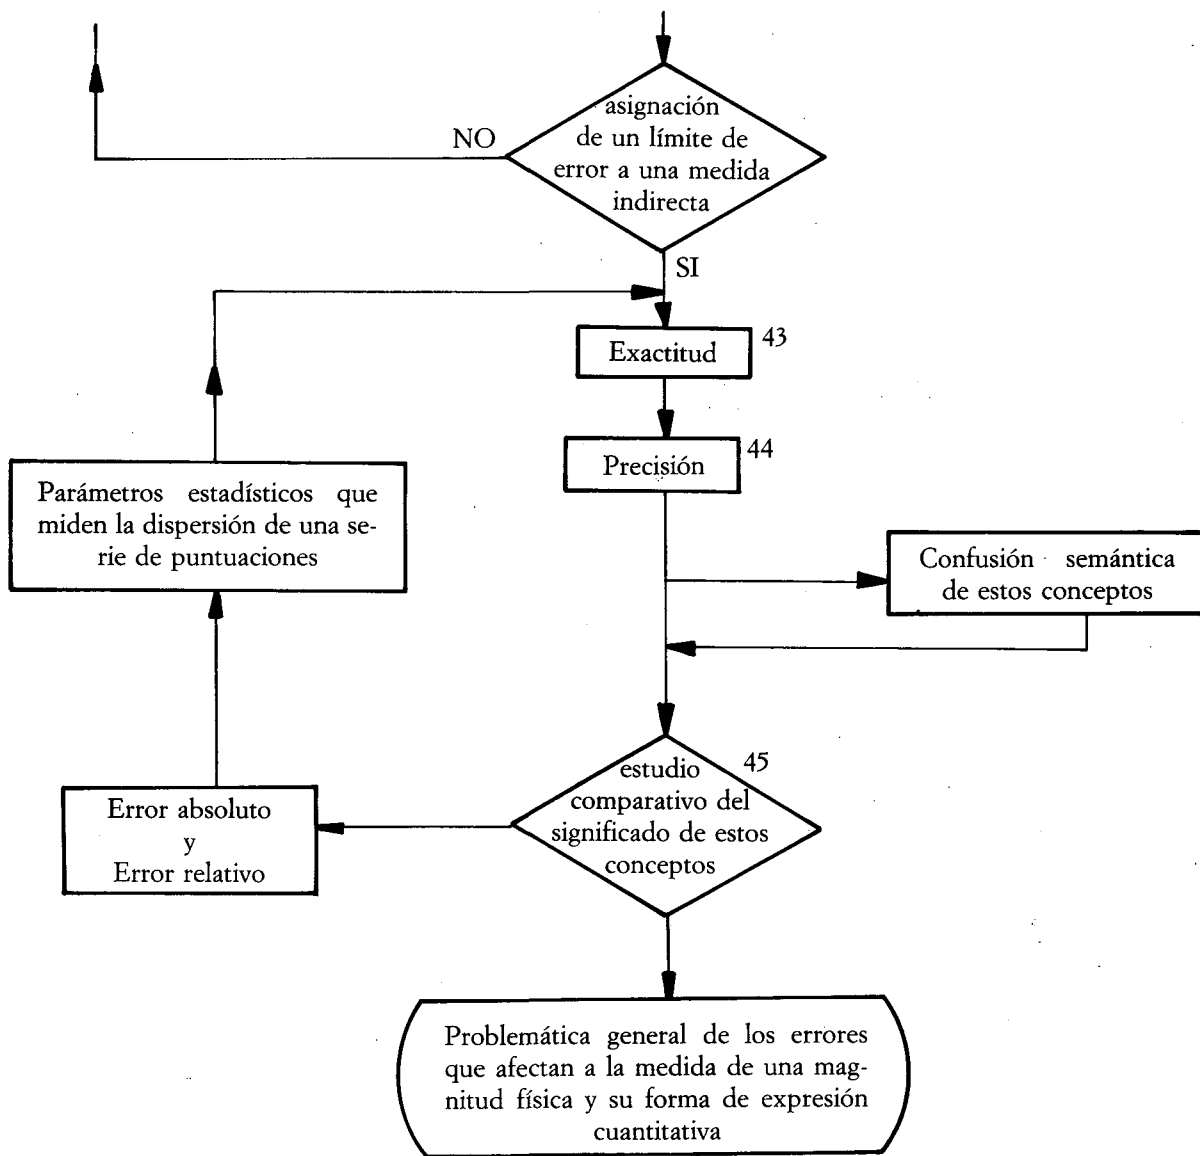 asignación
de un límite de
error a una medida
indirecta
NO
SI
43
Exactitud
44
Precisión
Parámetros estadísticos que
miden la dispersión de una se-
rie de puntuaciones
Confusión semántica
de estos conceptos
45
estudio
comparativo del
significado de estos
conceptos
Error absoluto
y
Error relativo
Problemática general de los errores
que afectan a la medida de una mag-
nitud física y su forma de expresión
cuantitativa